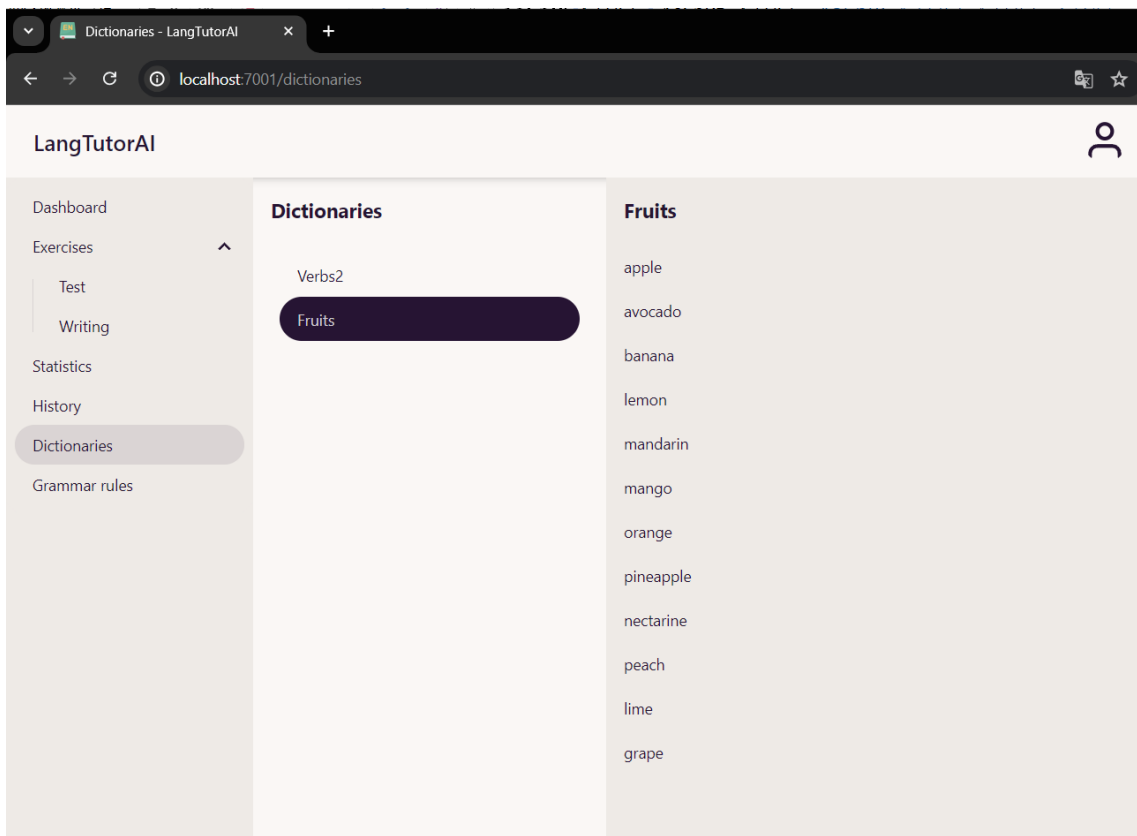 Dictionaries - LangTutorAI
localhost:7001/dictionaries
LangTutorAI
Dashboard
Exercises
Test
Writing
Statistics
History
Dictionaries
Grammar rules
Dictionaries
Verbs2
Fruits
Fruits
apple
avocado
banana
lemon
mandarin
mango
orange
pineapple
nectarine
peach
lime
grape